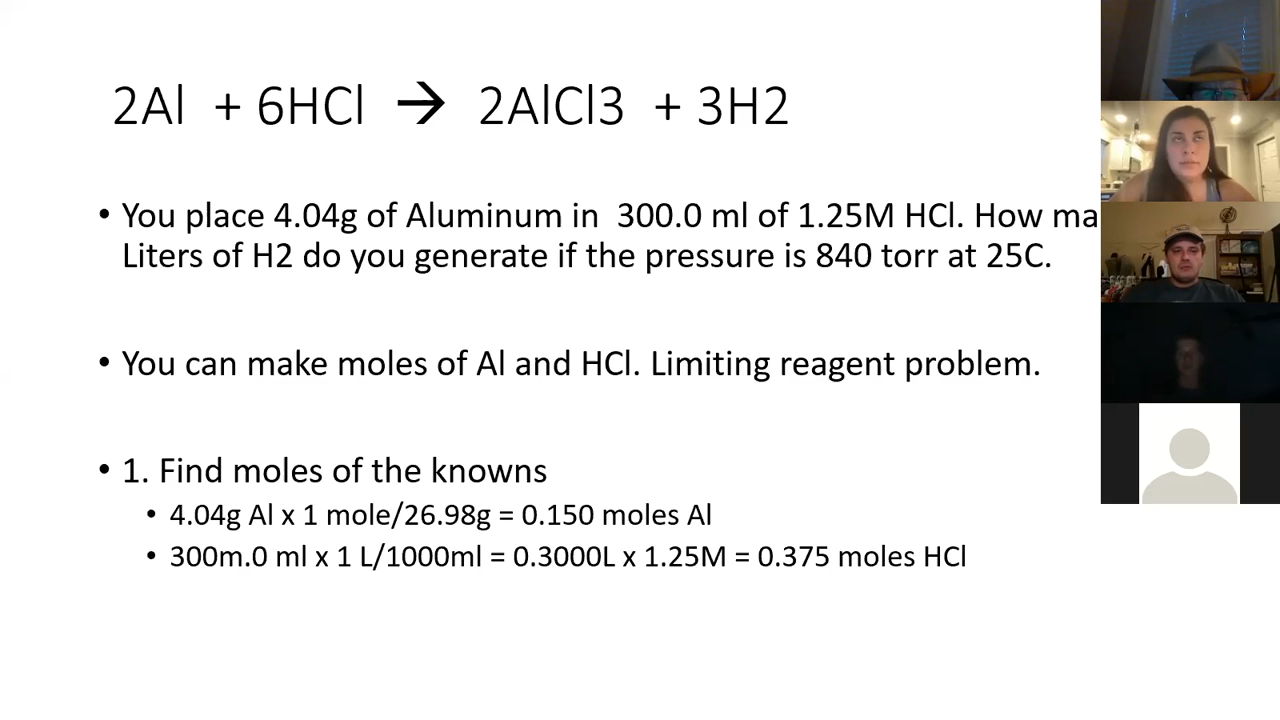 2Al + 6HCl → 2AlCl3 + 3H2
• You place 4.04g of Aluminum in 300.0 ml of 1.25M HCl. How ma
Liters of H2 do you generate if the pressure is 840 torr at 25C.
• You can make moles of Al and HCl. Limiting reagent problem.
• 1. Find moles of the knowns
• 4.04g Al x 1 mole/26.98g = 0.150 moles Al
• 300m.0 ml x 1 L/1000ml = 0.3000L x 1.25M = 0.375 moles HCl